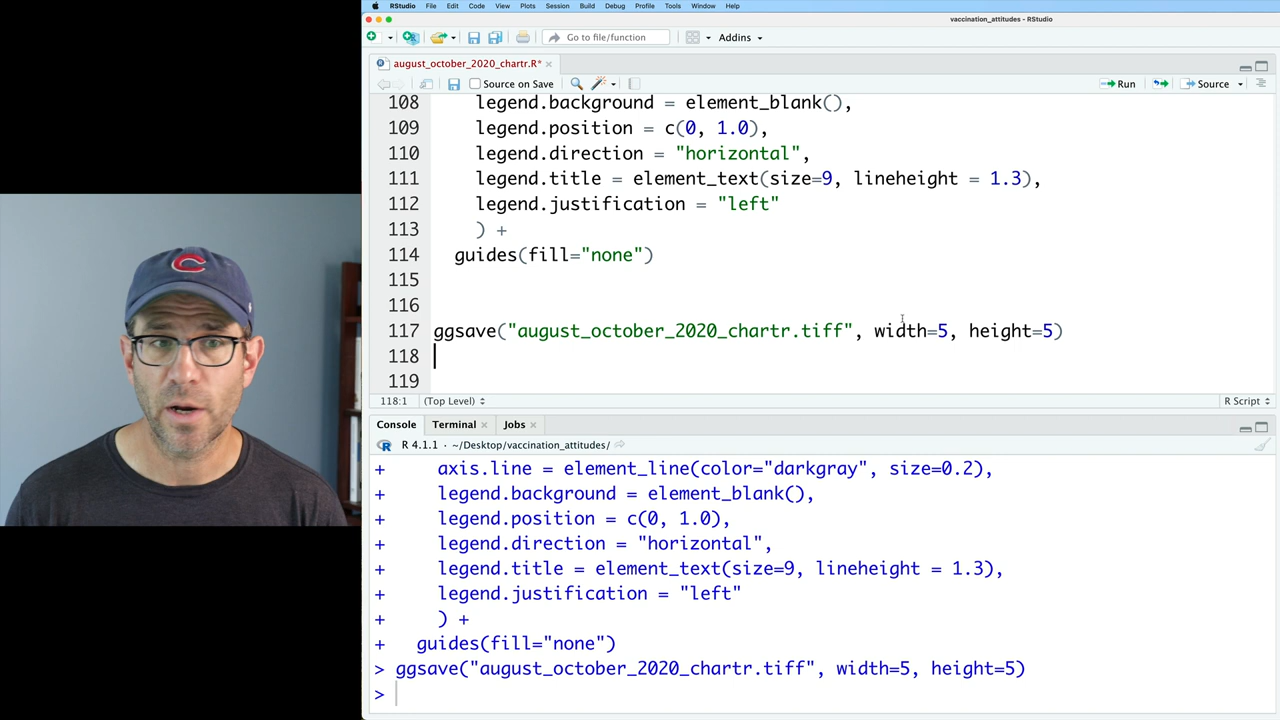 RStudio File Edit Code View Plots Session Build Debug Profile Tools Window Help
vaccination_attitudes - RStudio
Go to file/function Addins
august_october_2020_chartr.R*
Source on Save Run Source
108 legend.background = element_blank(),
109 legend.position = c(0, 1.0),
110 legend.direction = "horizontal",
111 legend.title = element_text(size=9, lineheight = 1.3),
112 legend.justification = "left"
113 ) +
114 guides(fill="none")
115
116
117 ggsave("august_october_2020_chartr.tiff", width=5, height=5)
118
119
118:1 (Top Level) R Script
Console Terminal Jobs
R 4.1.1 · ~/Desktop/vaccination_attitudes/
+ axis.line = element_line(color="darkgray", size=0.2),
+ legend.background = element_blank(),
+ legend.position = c(0, 1.0),
+ legend.direction = "horizontal",
+ legend.title = element_text(size=9, lineheight = 1.3),
+ legend.justification = "left"
+ ) +
+ guides(fill="none")
> ggsave("august_october_2020_chartr.tiff", width=5, height=5)
>